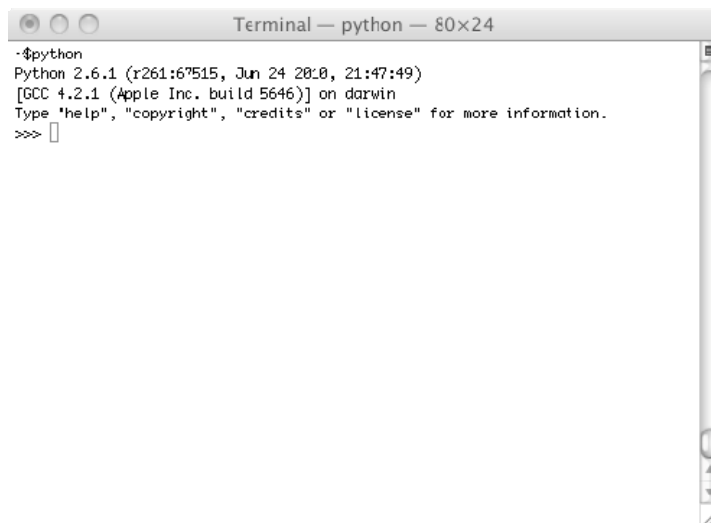 Terminal — python — 80×24
~$python
Python 2.6.1 (r261:67515, Jun 24 2010, 21:47:49)
[GCC 4.2.1 (Apple Inc. build 5646)] on darwin
Type "help", "copyright", "credits" or "license" for more information.
>>>